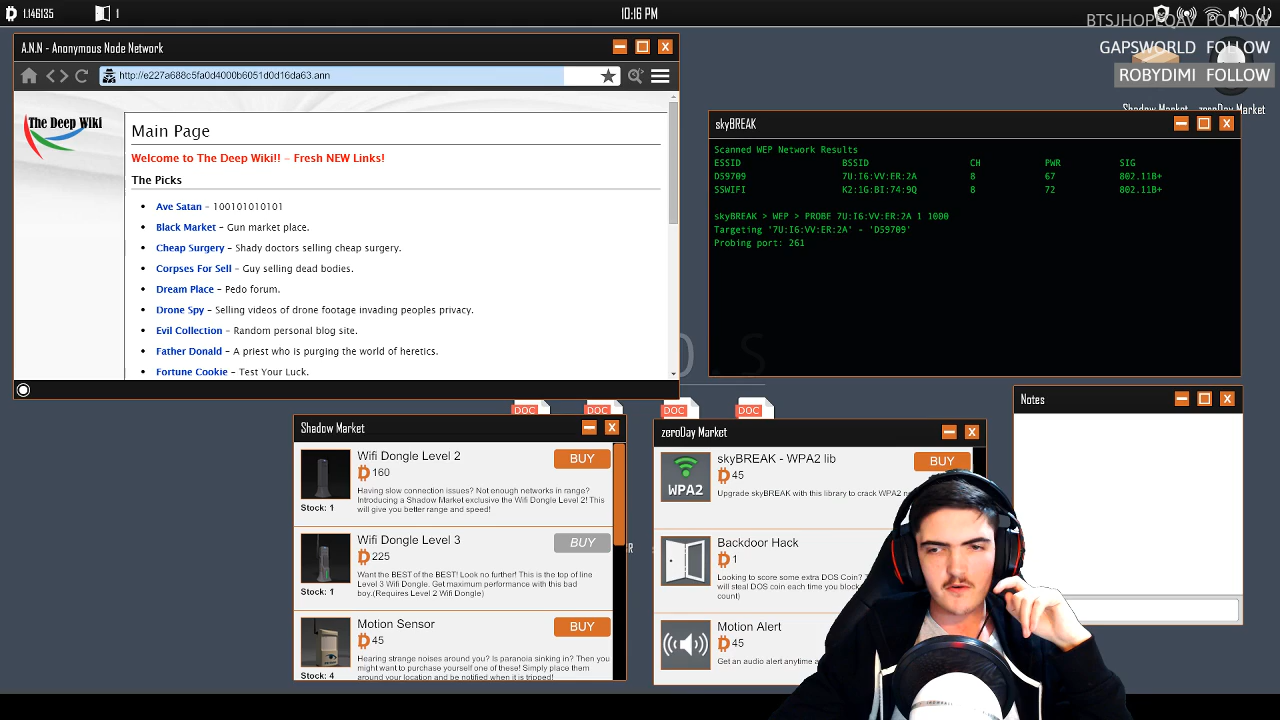 1.146135
1
10:16 PM
BTSJHOPEQAV FOLLOW
GAPSWORLD FOLLOW
ROBYDIMI FOLLOW
Shadow Market
zeroDay Market
A.N.N - Anonymous Node Network
http://e227a688c5fa0d4000b6051d0d16da63.ann
The Deep Wiki
Main Page
Welcome to The Deep Wiki!! – Fresh NEW Links!
The Picks
Ave Satan – 100101010101
Black Market – Gun market place.
Cheap Surgery – Shady doctors selling cheap surgery.
Corpses For Sell – Guy selling dead bodies.
Dream Place – Pedo forum.
Drone Spy – Selling videos of drone footage invading peoples privacy.
Evil Collection – Random personal blog site.
Father Donald – A priest who is purging the world of heretics.
Fortune Cookie – Test Your Luck.
skyBREAK
Scanned WEP Network Results
ESSID BSSID CH PWR SIG
D59709 7U:I6:VV:ER:2A 8 67 802.11B+
SSWIFI K2:1G:BI:74:9Q 8 72 802.11B+
skyBREAK > WEP > PROBE 7U:I6:VV:ER:2A 1 1000
Targeting '7U:I6:VV:ER:2A' - 'D59709'
Probing port: 261
O.S
DOC
DOC
DOC
DOC
Shadow Market
Wifi Dongle Level 2
BUY
160
Having slow connection issues? Not enough networks in range?
Introducing a Shadow Market exclusive the Wifi Dongle Level 2! This
will give you better range and speed!
Stock: 1
Wifi Dongle Level 3
BUY
225
Want the BEST of the BEST! Look no further! This is the top of line
Level 3 Wifi Dongle. Get maximum performance with this bad
boy.(Requires Level 2 Wifi Dongle)
Stock: 1
Motion Sensor
BUY
45
Hearing strange noises around you? Is paranoia sinking in? Then you
might want to purchase yourself one of these! Simply place them
around your location and be notified when it is tripped!
Stock: 4
zeroDay Market
skyBREAK - WPA2 lib
BUY
45
WPA2
Upgrade skyBREAK with this library to crack WPA2
Backdoor Hack
1
Looking to score some extra DOS Coin?
will steal DOS coin each time you block
count)
Motion Alert
45
Get an audio alert anytime a
Notes